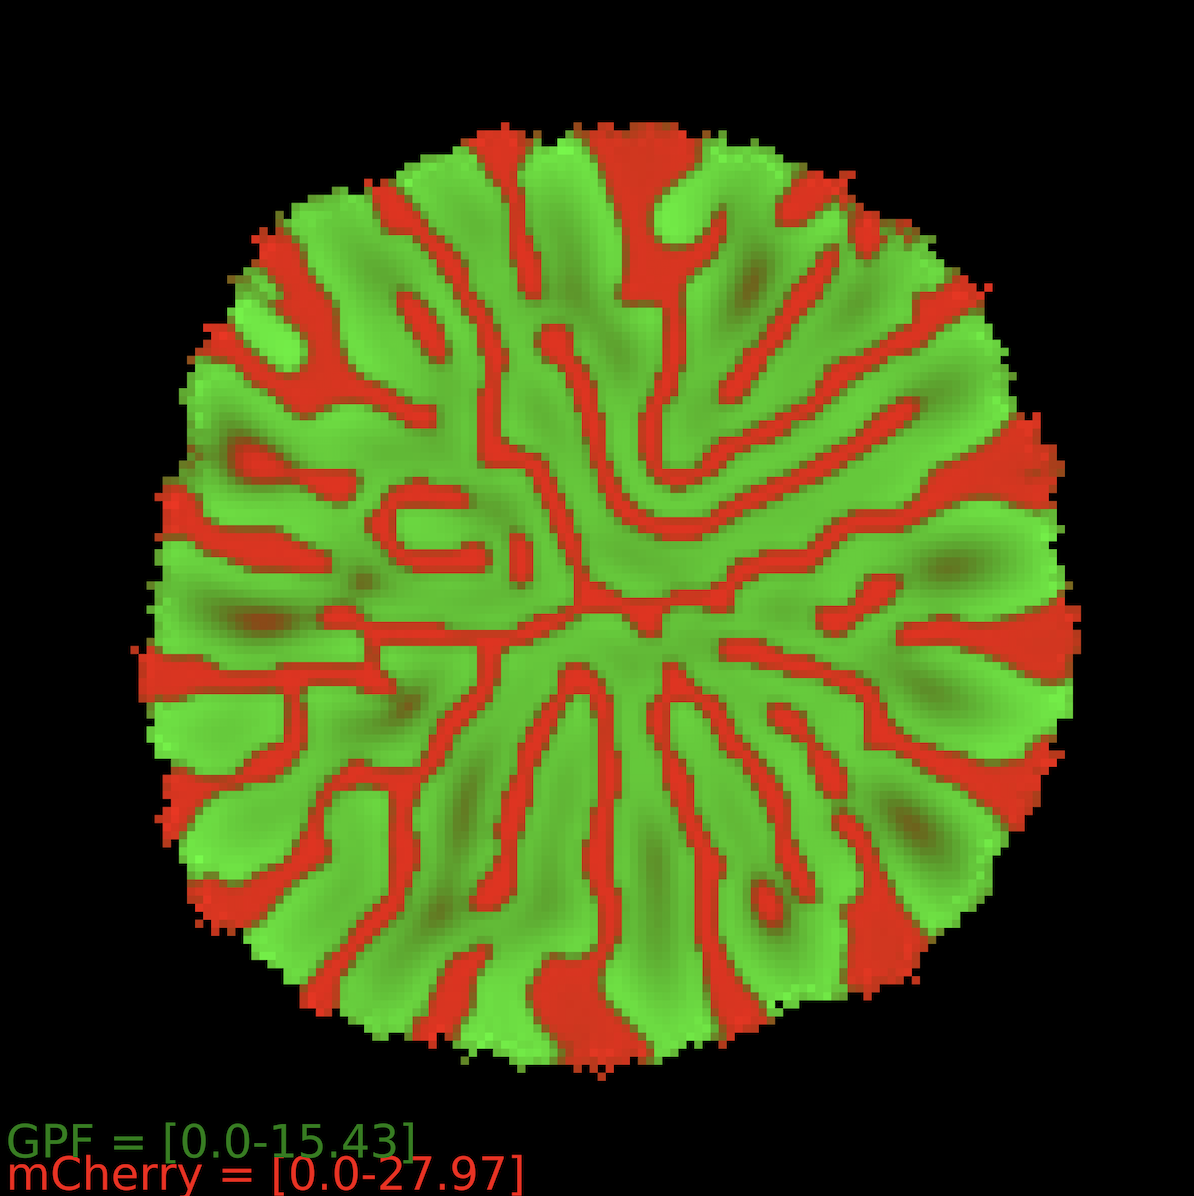 GPF = [0.0-15.43]
mCherry = [0.0-27.97]